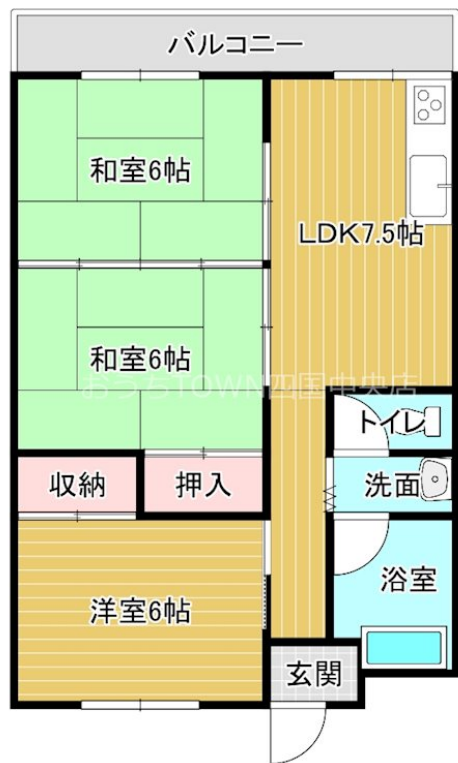 バルコニー
和室6帖
LDK7.5帖
和室6帖
おうちTOWN四国中央店
トイレ
収納
押入
洗面
浴室
洋室6帖
玄関